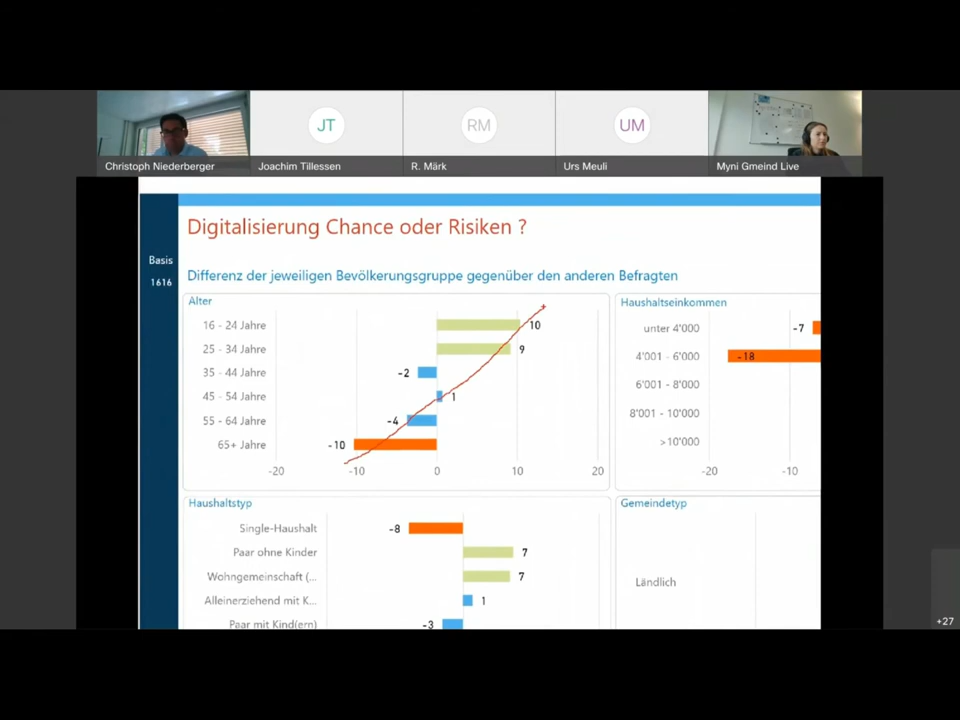 JT
RM
UM
Christoph Niederberger
Joachim Tillessen
R. Märk
Urs Meuli
Myni Gmeind Live
Digitalisierung Chance oder Risiken ?
Basis
1616
Differenz der jeweiligen Bevölkerungsgruppe gegenüber den anderen Befragten
Alter
16 - 24 Jahre 10
25 - 34 Jahre 9
35 - 44 Jahre -2
45 - 54 Jahre 1
55 - 64 Jahre -4
65+ Jahre -10
-20 -10 0 10 20
Haushaltseinkommen
unter 4'000 -7
4'001 - 6'000 -18
6'001 - 8'000
8'001 - 10'000
>10'000
-20 -10
Haushaltstyp
Single-Haushalt -8
Paar ohne Kinder 7
Wohngemeinschaft (... 7
Alleinerziehend mit K... 1
Paar mit Kind(ern) -3
Gemeindetyp
Ländlich
+27